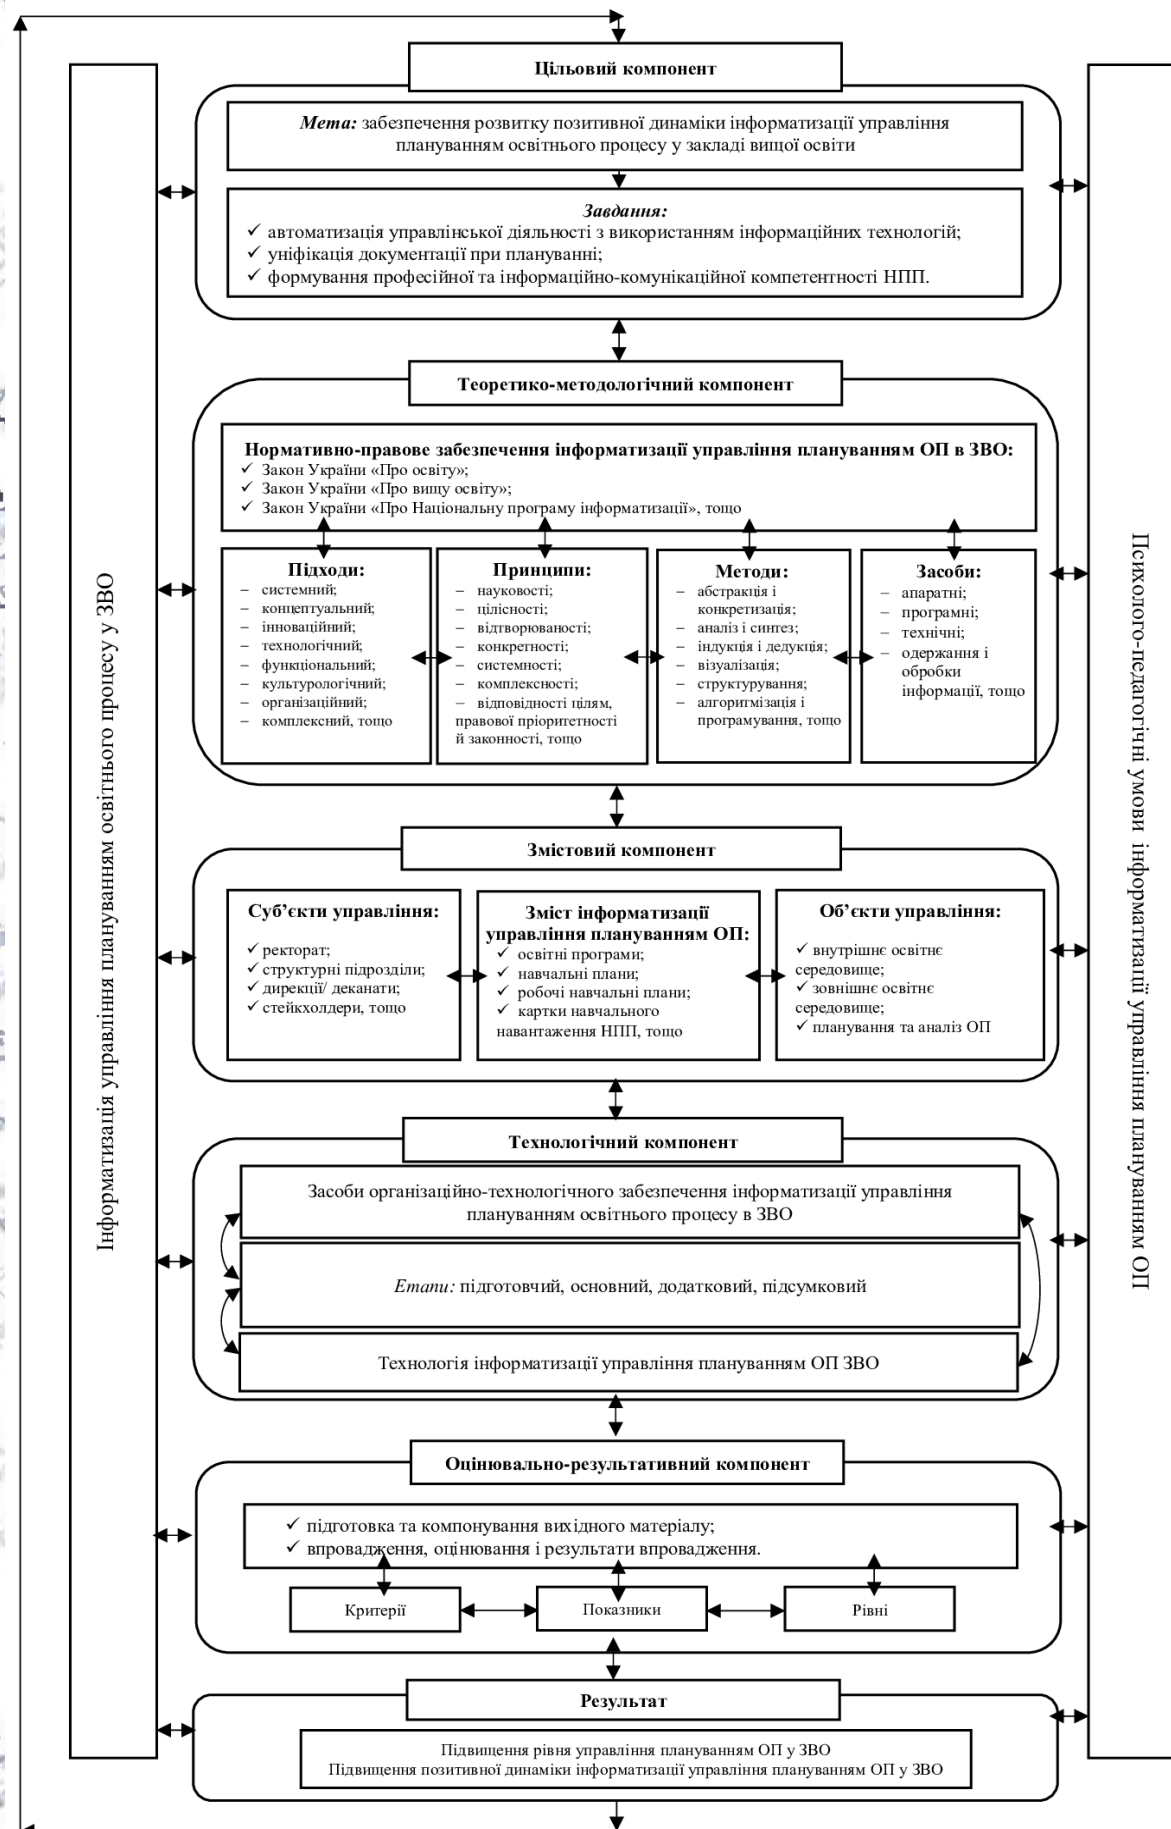 Цільовий компонент
Мета: забезпечення розвитку позитивної динаміки інформатизації управління
плануванням освітнього процесу у закладі вищої освіти
Завдання:
✓ автоматизація управлінської діяльності з використанням інформаційних технологій;
✓ уніфікація документації при плануванні;
✓ формування професійної та інформаційно-комунікаційної компетентності НПП.
Теоретико-методологічний компонент
Нормативно-правове забезпечення інформатизації управління плануванням ОП в ЗВО:
✓ Закон України «Про освіту»;
✓ Закон України «Про вищу освіту»;
✓ Закон України «Про Національну програму інформатизації», тощо
Підходи:
– системний;
– концептуальний;
– інноваційний;
– технологічний;
– функціональний;
– культурологічний;
– організаційний;
– комплексний, тощо
Принципи:
– науковості;
– цілісності;
– відтворюваності;
– конкретності;
– системності;
– комплексності;
– відповідності цілям,
правової пріоритетності
й законності, тощо
Методи:
– абстракція і
конкретизація;
– аналіз і синтез;
– індукція і дедукція;
– візуалізація;
– структурування;
– алгоритмізація і
програмування, тощо
Засоби:
– апаратні;
– програмні;
– технічні;
– одержання і
обробки
інформації, тощо
Змістовий компонент
Суб’єкти управління:
✓ ректорат;
✓ структурні підрозділи;
✓ дирекції/ деканати;
✓ стейкхолдери, тощо
Зміст інформатизації
управління плануванням ОП:
✓ освітні програми;
✓ навчальні плани;
✓ робочі навчальні плани;
✓ картки навчального
навантаження НПП, тощо
Об’єкти управління:
✓ внутрішнє освітнє
середовище;
✓ зовнішнє освітнє
середовище;
✓ планування та аналіз ОП
Технологічний компонент
Засоби організаційно-технологічного забезпечення інформатизації управління
плануванням освітнього процесу в ЗВО
Етапи: підготовчий, основний, додатковий, підсумковий
Технологія інформатизації управління плануванням ОП ЗВО
Оцінювально-результативний компонент
✓ підготовка та компонування вихідного матеріалу;
✓ впровадження, оцінювання і результати впровадження.
Критерії
Показники
Рівні
Результат
Підвищення рівня управління плануванням ОП у ЗВО
Підвищення позитивної динаміки інформатизації управління плануванням ОП у ЗВО
Інформатизація управління плануванням освітнього процесу у ЗВО
Психолого-педагогічні умови інформатизації управління плануванням ОП